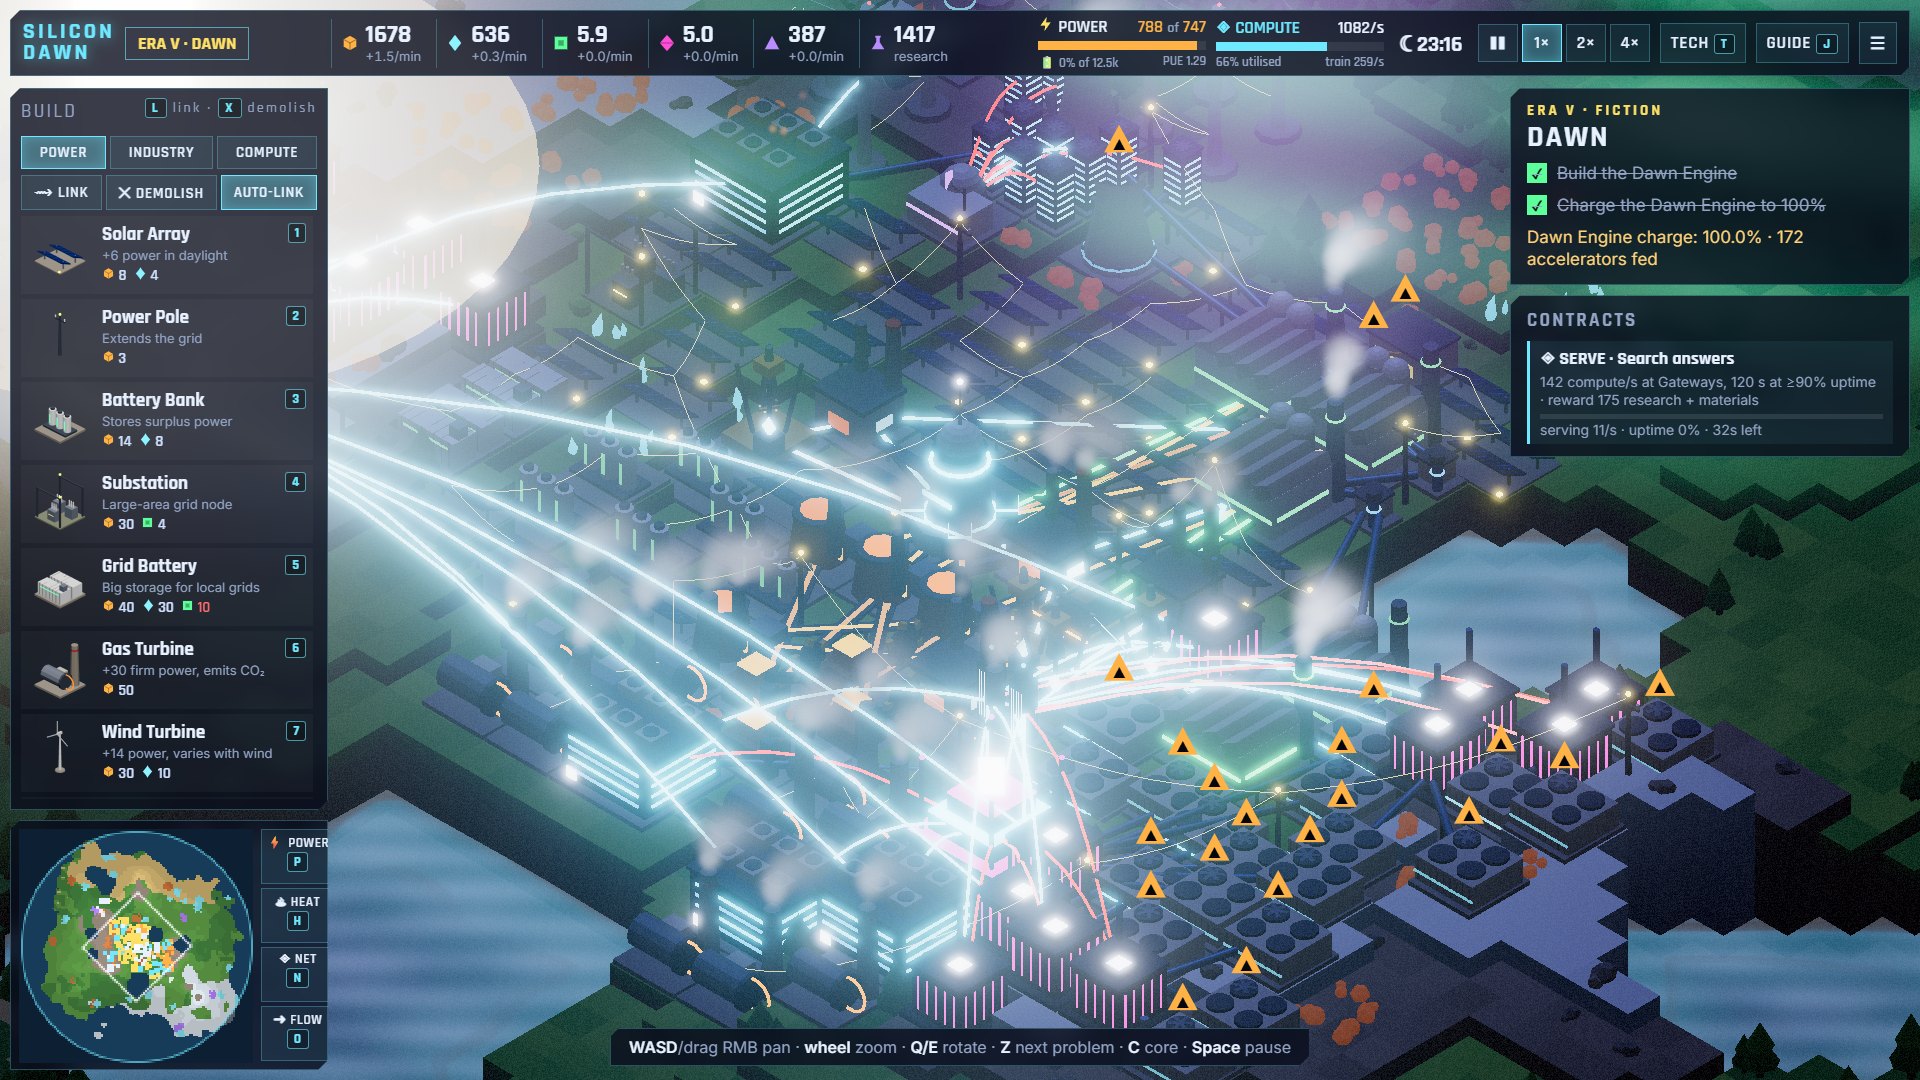 SILICON
DAWN
ERA V · DAWN
1678
+1.5/min
636
+0.3/min
5.9
+0.0/min
5.0
+0.0/min
387
+0.0/min
1417
research
POWER 788 of 747
0% of 12.5k PUE 1.29
COMPUTE 1082/s
66% utilised train 259/s
23:16
1×
2×
4×
TECH T
GUIDE J
BUILD
L link · X demolish
POWER
INDUSTRY
COMPUTE
LINK
DEMOLISH
AUTO-LINK
Solar Array 1
+6 power in daylight
8 4
Power Pole 2
Extends the grid
3
Battery Bank 3
Stores surplus power
14 8
Substation 4
Large-area grid node
30 4
Grid Battery 5
Big storage for local grids
40 30 10
Gas Turbine 6
+30 firm power, emits CO₂
50
Wind Turbine 7
+14 power, varies with wind
30 10
POWER
P
HEAT
H
NET
N
FLOW
O
ERA V · FICTION
DAWN
Build the Dawn Engine
Charge the Dawn Engine to 100%
Dawn Engine charge: 100.0% · 172
accelerators fed
CONTRACTS
SERVE · Search answers
142 compute/s at Gateways, 120 s at ≥90% uptime
· reward 175 research + materials
serving 11/s · uptime 0% · 32s left
WASD/drag RMB pan · wheel zoom · Q/E rotate · Z next problem · C core · Space pause